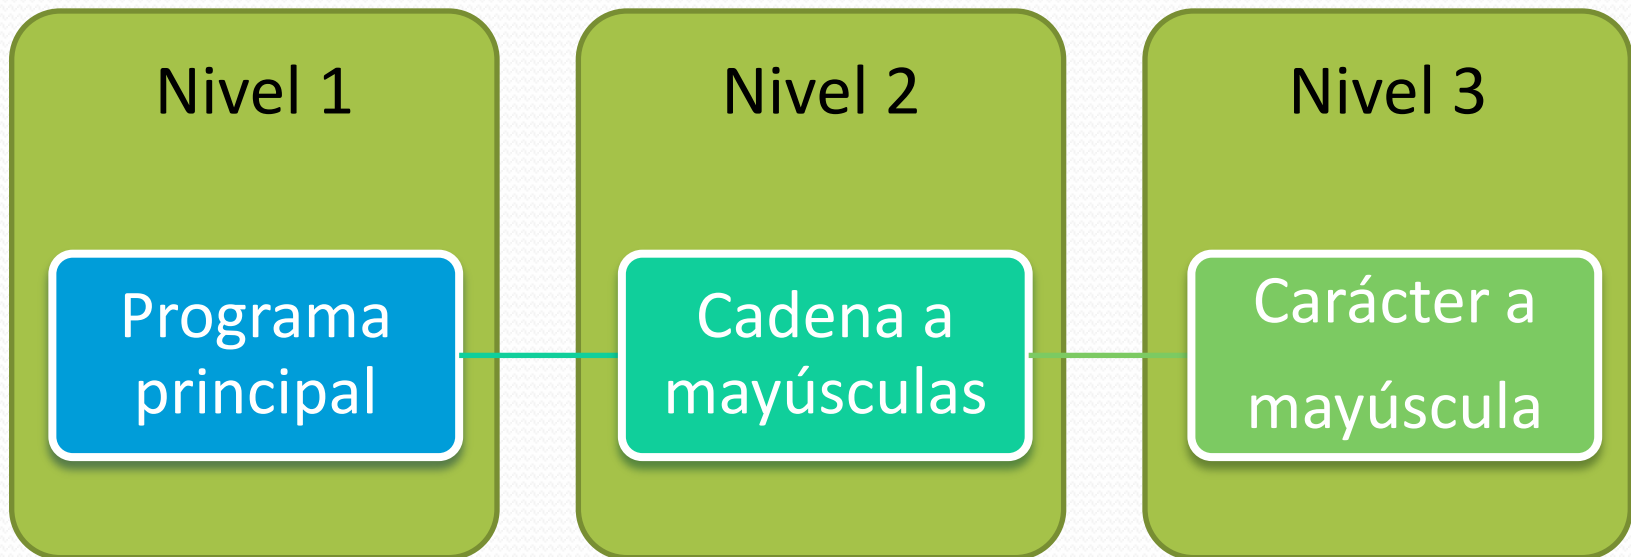 Nivel 1
Programa
principal
Nivel 2
Cadena a
mayúsculas
Nivel 3
Carácter a
mayúscula